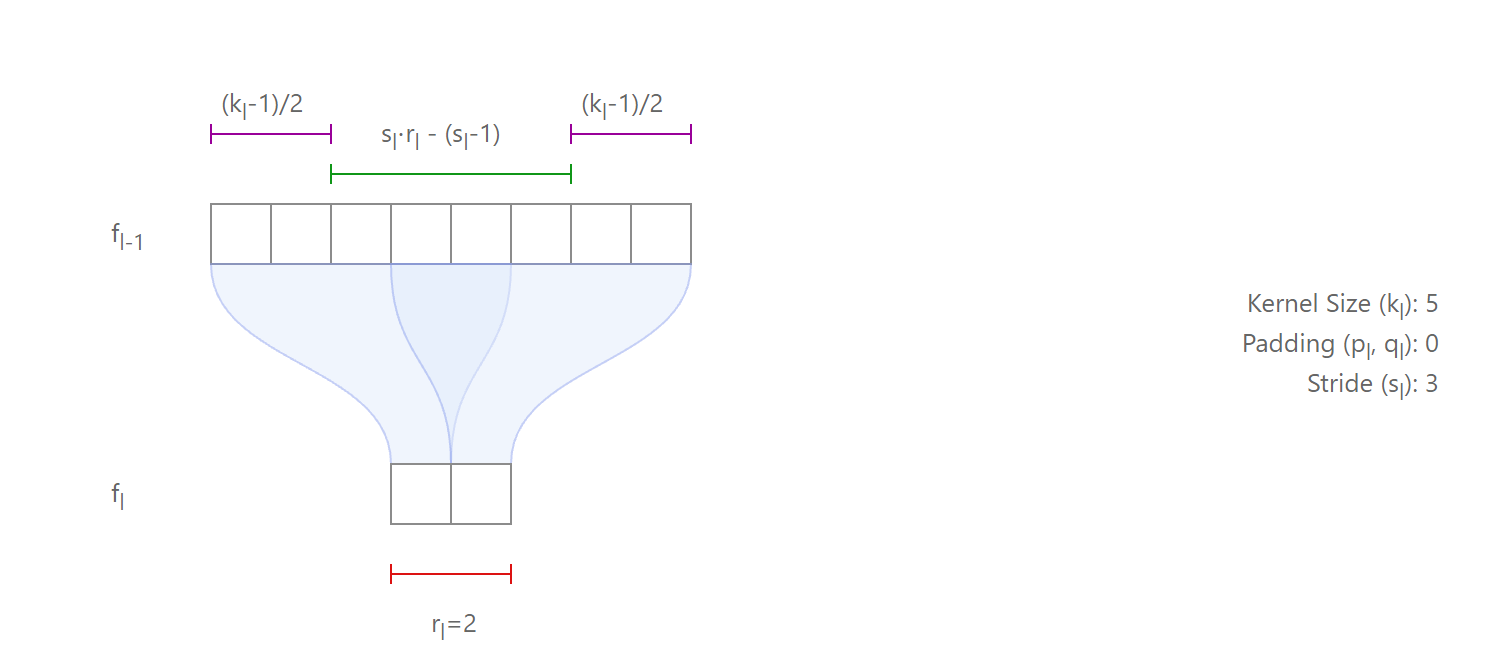 (kₗ-1)/2
(kₗ-1)/2
sₗ·rₗ - (sₗ-1)
fₗ₋₁
Kernel Size (kₗ): 5
Padding (pₗ, qₗ): 0
Stride (sₗ): 3
fₗ
rₗ=2